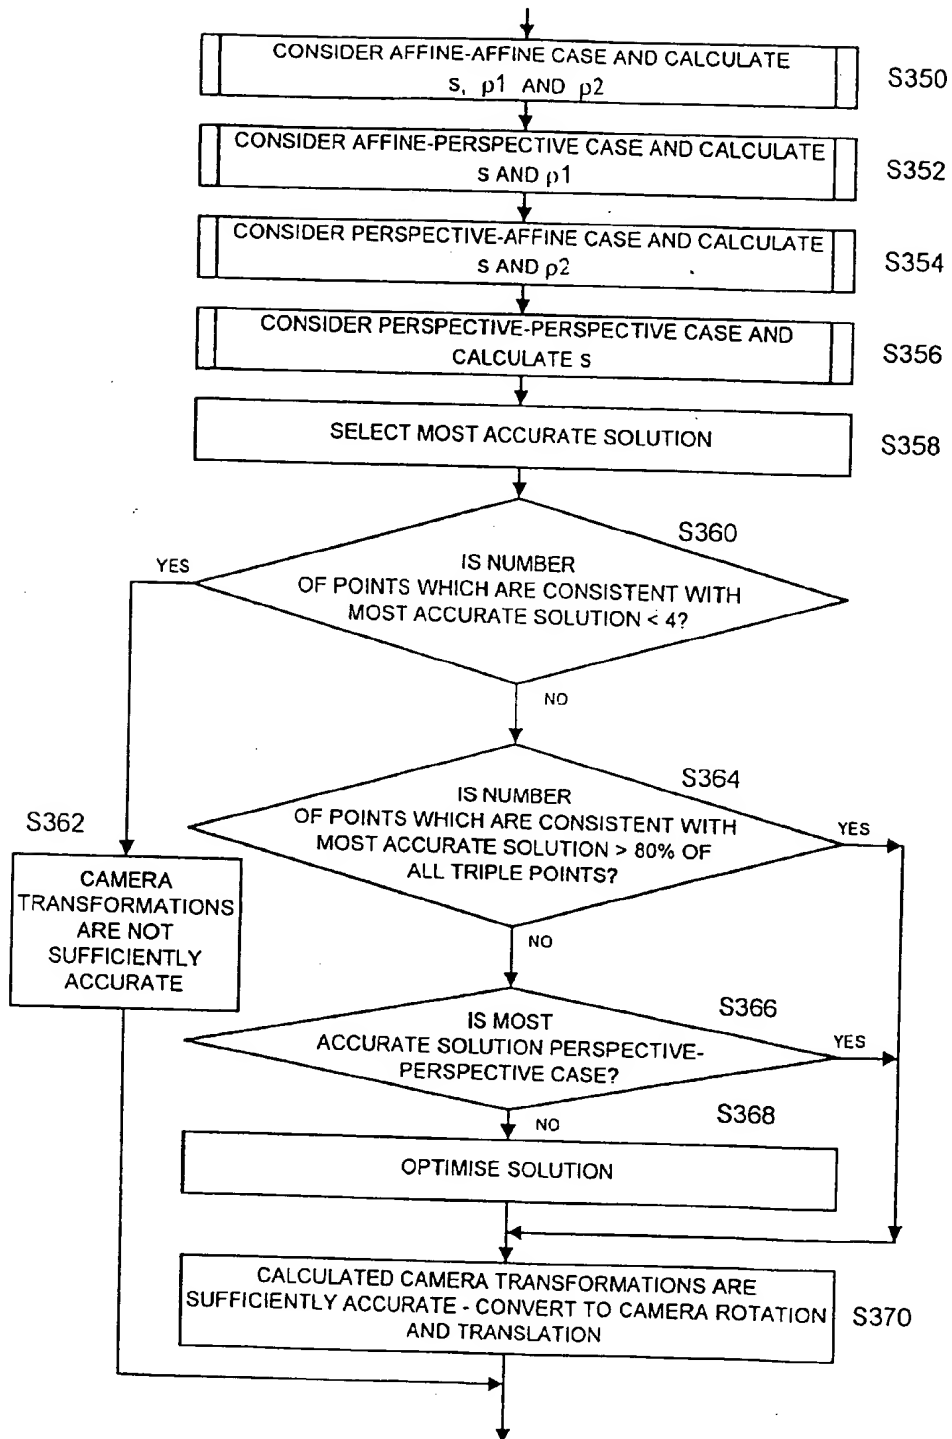 CONSIDER AFFINE-AFFINE CASE AND CALCULATE
s, ρ1 AND ρ2
S350
CONSIDER AFFINE-PERSPECTIVE CASE AND CALCULATE
s AND ρ1
S352
CONSIDER PERSPECTIVE-AFFINE CASE AND CALCULATE
s AND ρ2
S354
CONSIDER PERSPECTIVE-PERSPECTIVE CASE AND
CALCULATE s
S356
SELECT MOST ACCURATE SOLUTION
S358
S360
YES
IS NUMBER
OF POINTS WHICH ARE CONSISTENT WITH
MOST ACCURATE SOLUTION < 4?
NO
S364
IS NUMBER
OF POINTS WHICH ARE CONSISTENT WITH
MOST ACCURATE SOLUTION > 80% OF
ALL TRIPLE POINTS?
YES
S362
CAMERA
TRANSFORMATIONS
ARE NOT
SUFFICIENTLY
ACCURATE
NO
S366
IS MOST
ACCURATE SOLUTION PERSPECTIVE-
PERSPECTIVE CASE?
YES
NO
S368
OPTIMISE SOLUTION
CALCULATED CAMERA TRANSFORMATIONS ARE
SUFFICIENTLY ACCURATE - CONVERT TO CAMERA ROTATION
AND TRANSLATION
S370